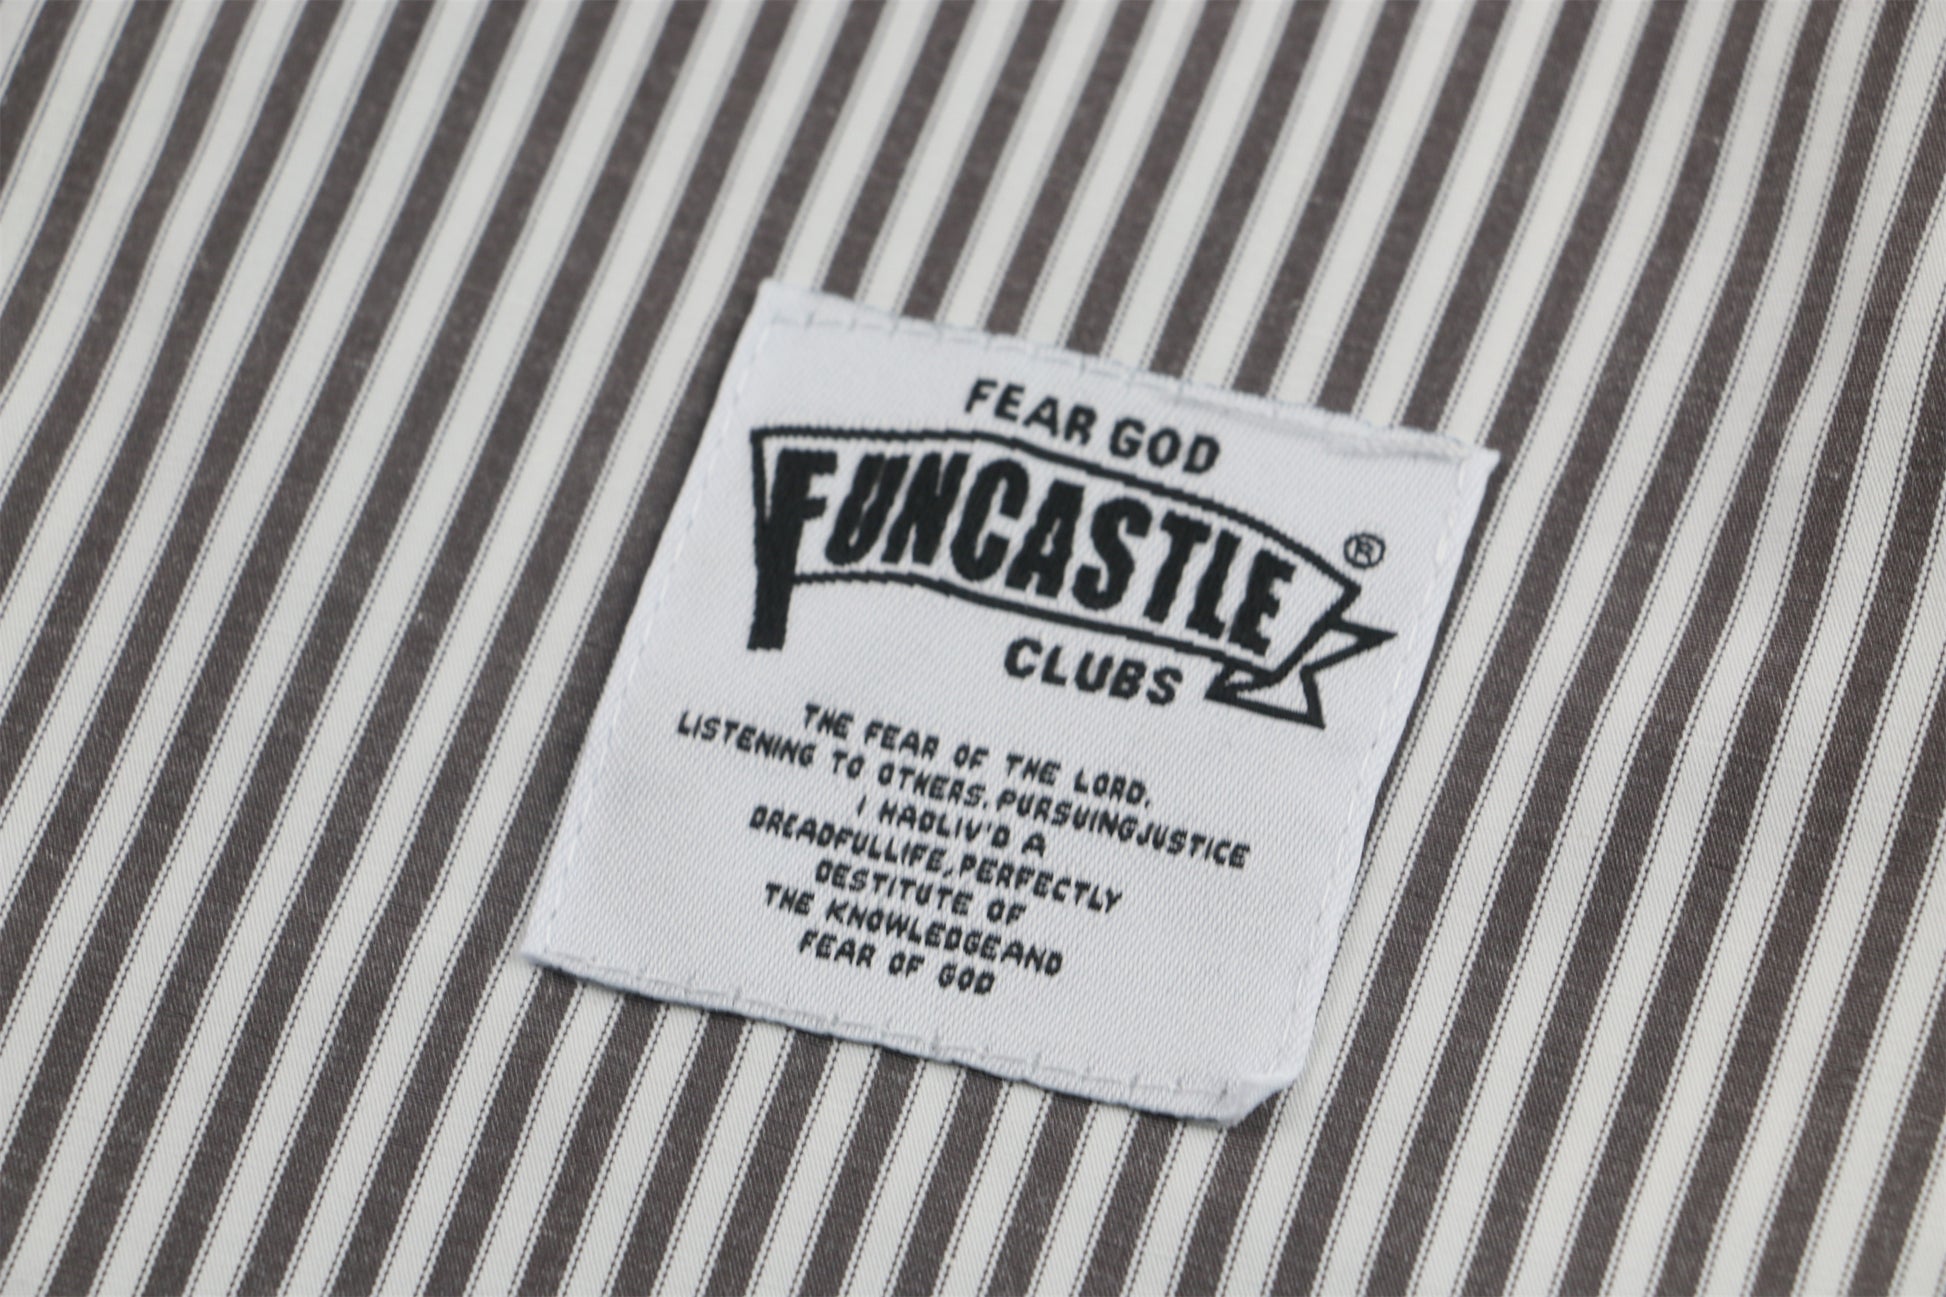 FEAR GOD
FUNCASTLE ®
CLUBS
THE FEAR OF THE LORD,
LISTENING TO OTHERS, PURSUINGJUSTICE
I HADLIV'D A
DREADFULLIFE,PERFECTLY
DESTITUTE OF
THE KNOWLEDGEAND
FEAR OF GOD